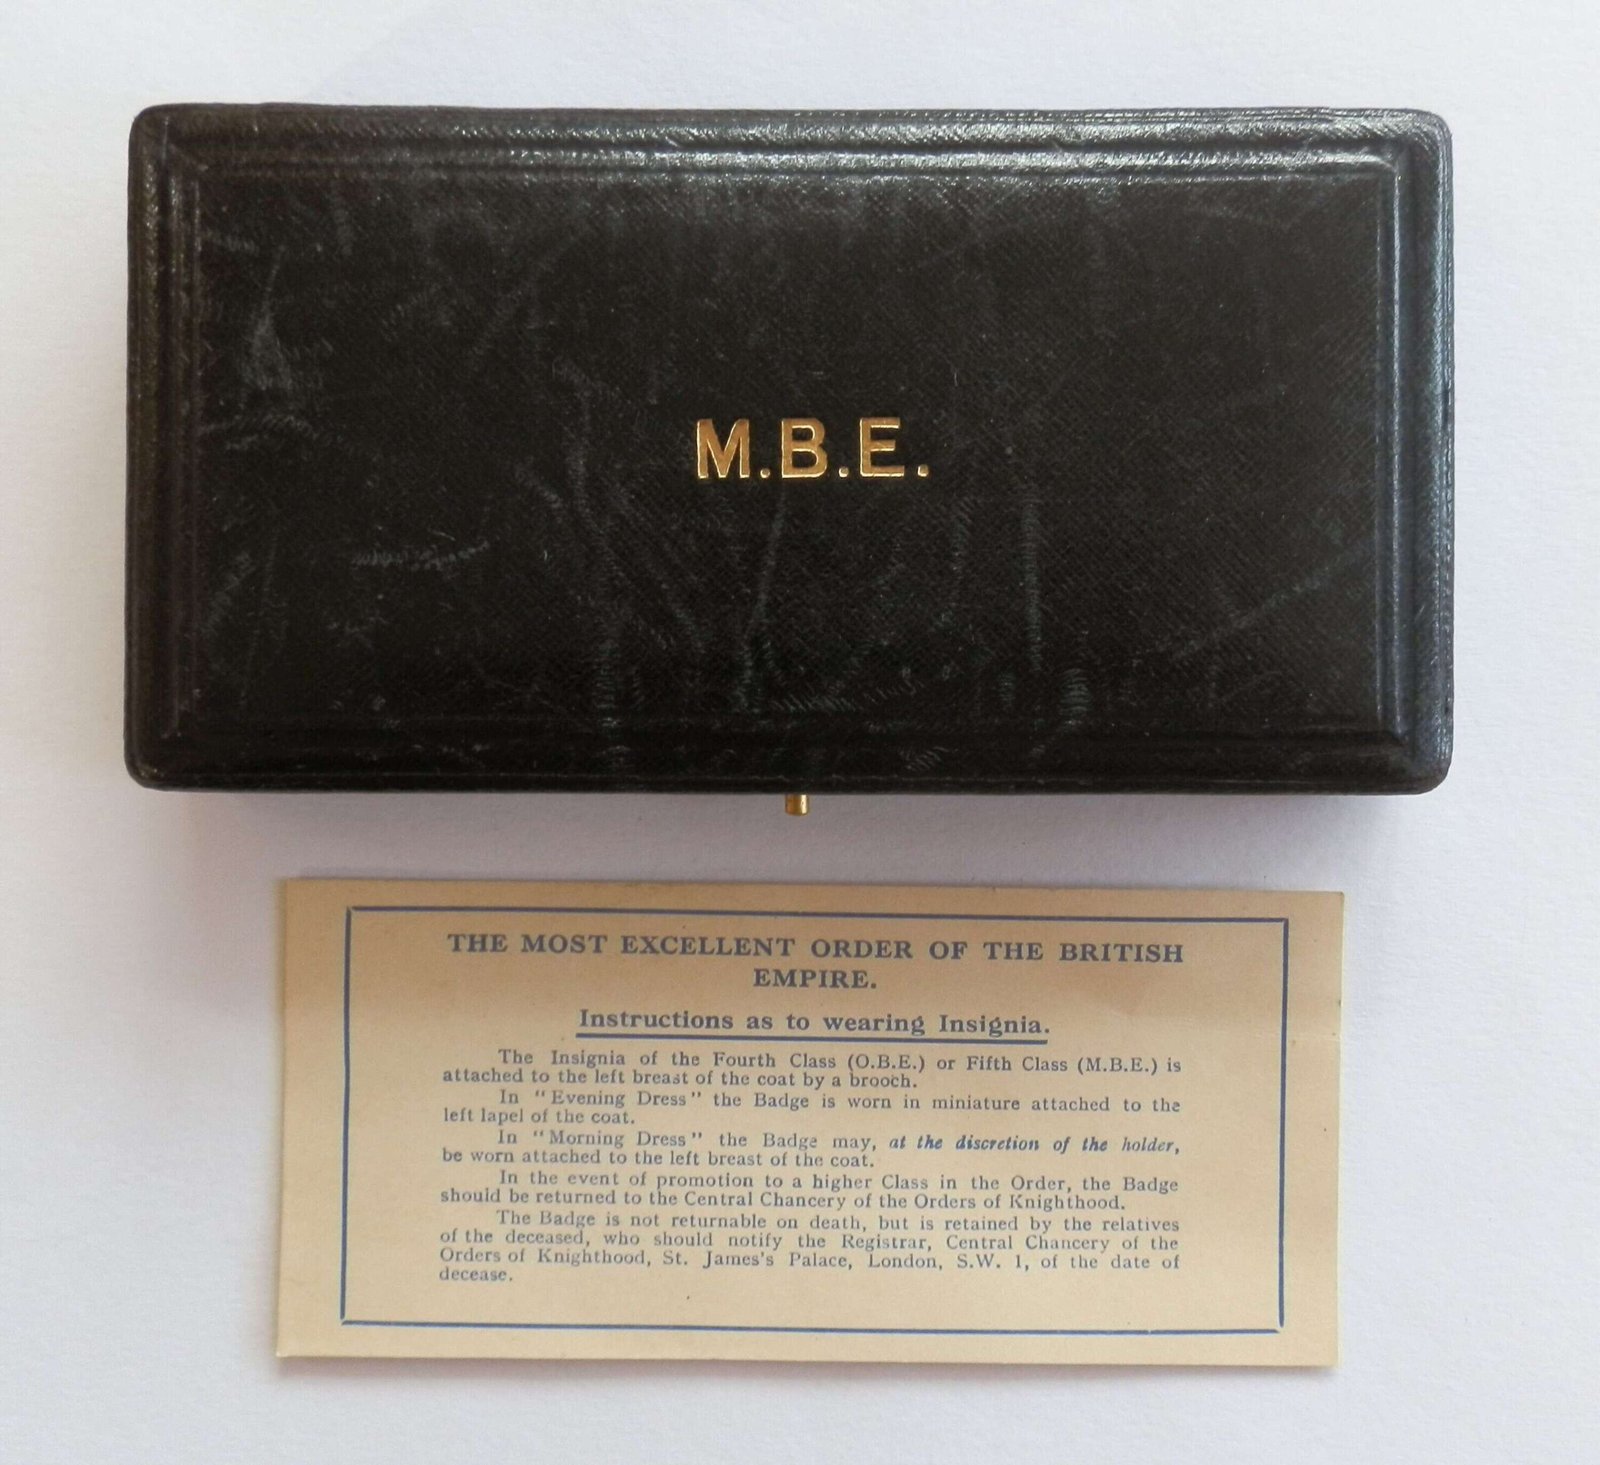 M.B.E.
THE MOST EXCELLENT ORDER OF THE BRITISH
EMPIRE.
Instructions as to wearing Insignia.
The Insignia of the Fourth Class (O.B.E.) or Fifth Class (M.B.E.) is
attached to the left breast of the coat by a brooch.
In "Evening Dress" the Badge is worn in miniature attached to the
left lapel of the coat.
In "Morning Dress" the Badge may, at the discretion of the holder,
be worn attached to the left breast of the coat.
In the event of promotion to a higher Class in the Order, the Badge
should be returned to the Central Chancery of the Orders of Knighthood.
The Badge is not returnable on death, but is retained by the relatives
of the deceased, who should notify the Registrar, Central Chancery of the
Orders of Knighthood, St. James's Palace, London, S.W. 1, of the date of
decease.